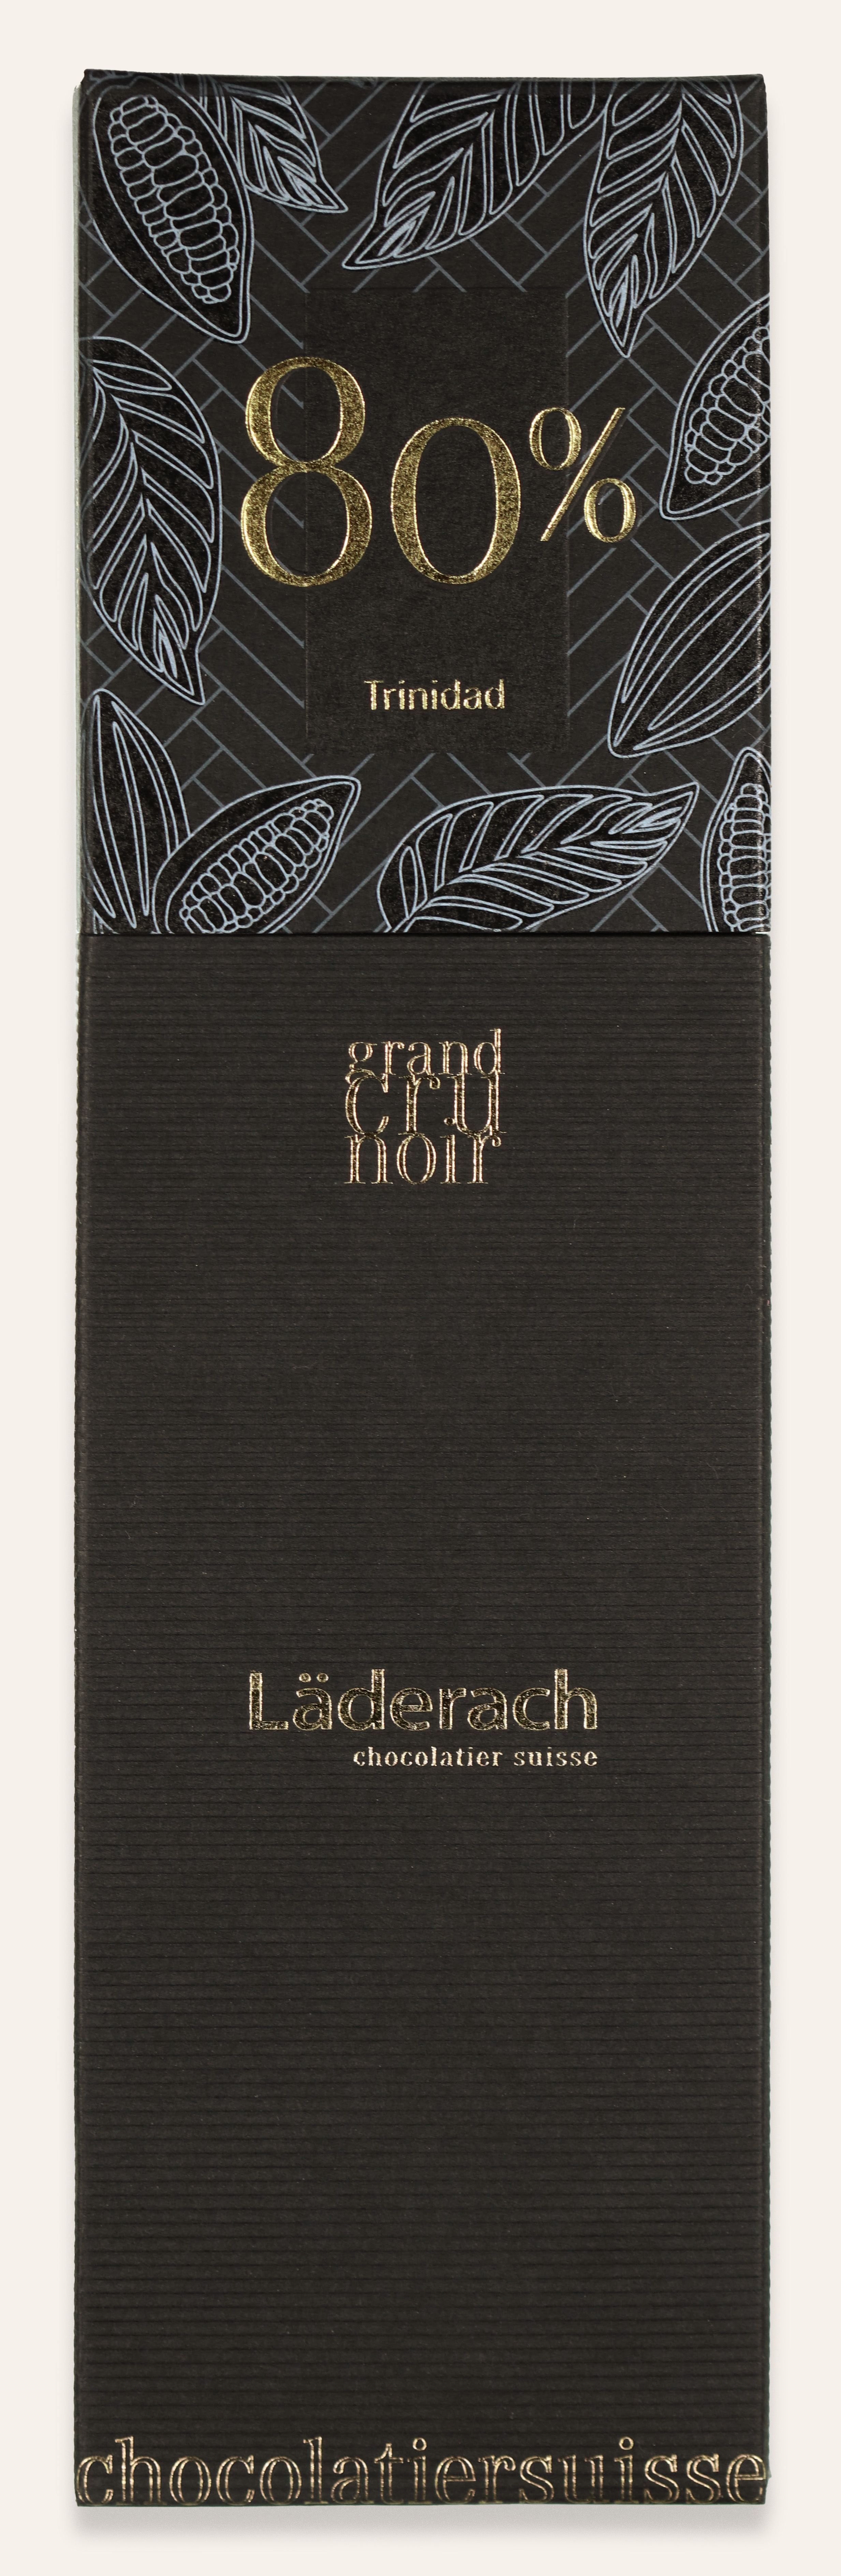 80%
Trinidad
grand
cru
noir
Läderach
chocolatier suisse
chocolatiersuisse